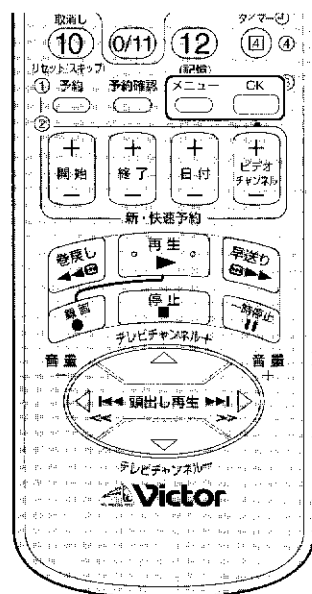 取消し タイマー
10 0/11 12 4 ④
リセット/スキップ (記憶)
① 予約 予約確認 メニュー OK
②
+ + + +
開始 終了 日付 ビデオチャンネル
− − − −
新・快速予約
巻戻し 再生 早送り
録画 停止 一時停止
テレビチャンネル+
音量 音量
− +
頭出し再生
テレビチャンネル−
Victor